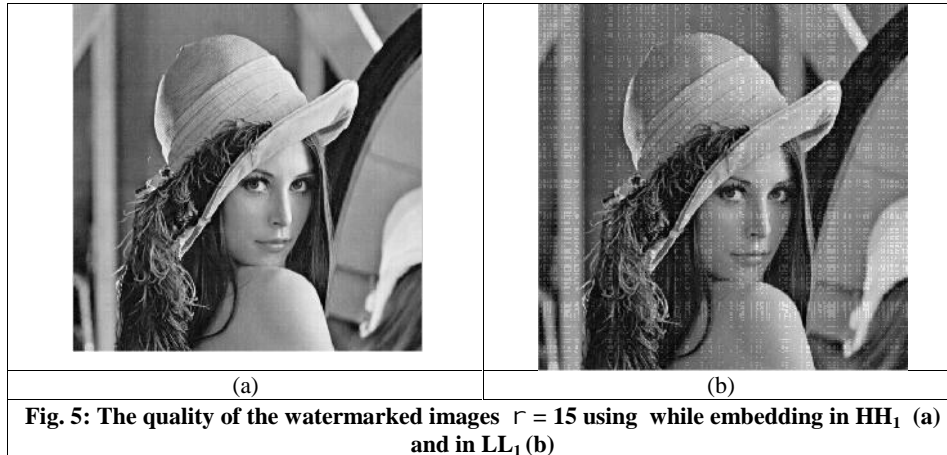 (a) (b)
Fig. 5: The quality of the watermarked images r = 15 using while embedding in HH₁ (a)
and in LL₁ (b)